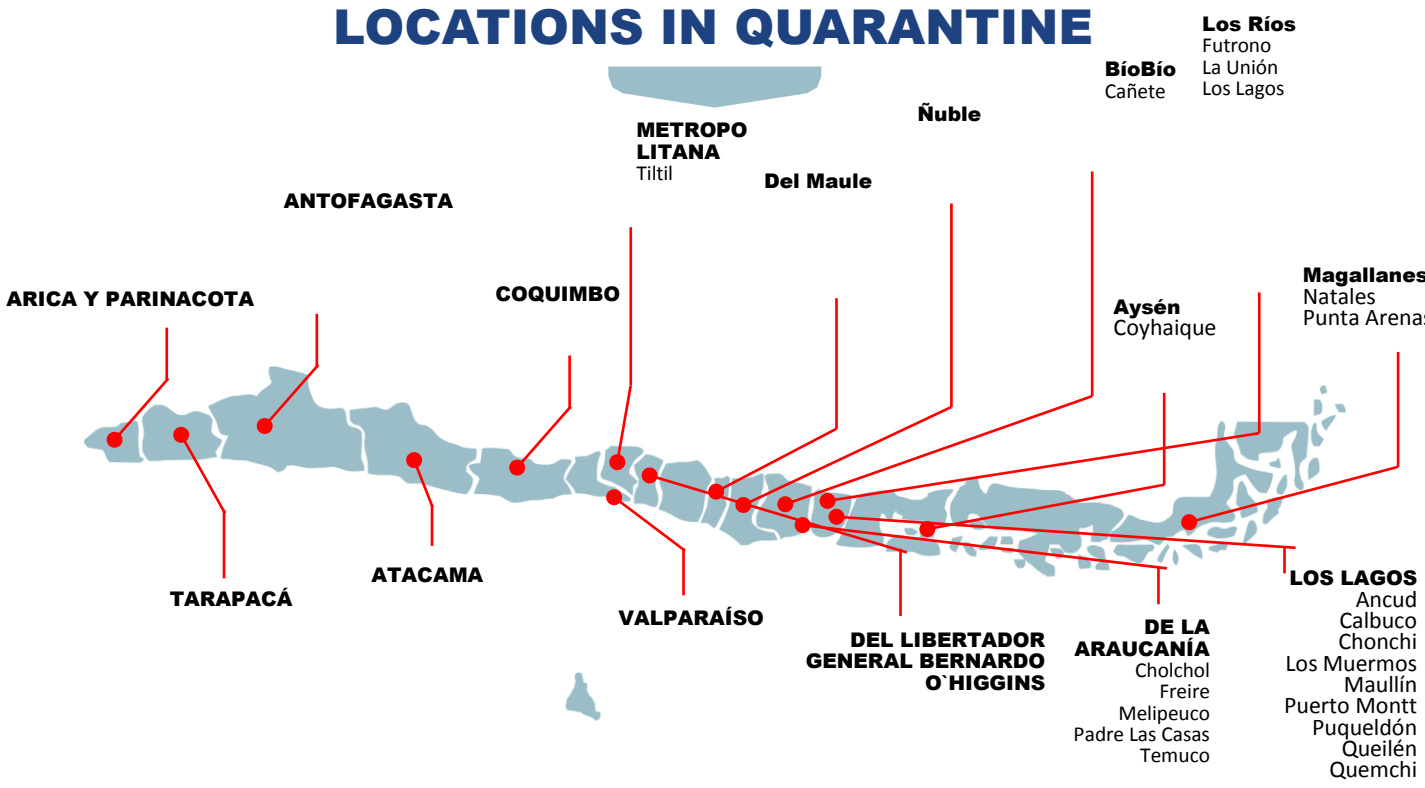 LOCATIONS IN QUARANTINE
Los Ríos
Futrono
La Unión
Los Lagos
BíoBío
Cañete
Ñuble
METROPO
LITANA
Tiltil
Del Maule
ANTOFAGASTA
ARICA Y PARINACOTA
COQUIMBO
Aysén
Coyhaique
Magallanes
Natales
Punta Arenas
TARAPACÁ
ATACAMA
VALPARAÍSO
DEL LIBERTADOR
GENERAL BERNARDO
O`HIGGINS
DE LA
ARAUCANÍA
Cholchol
Freire
Melipeuco
Padre Las Casas
Temuco
LOS LAGOS
Ancud
Calbuco
Chonchi
Los Muermos
Maullín
Puerto Montt
Puqueldón
Queilén
Quemchi